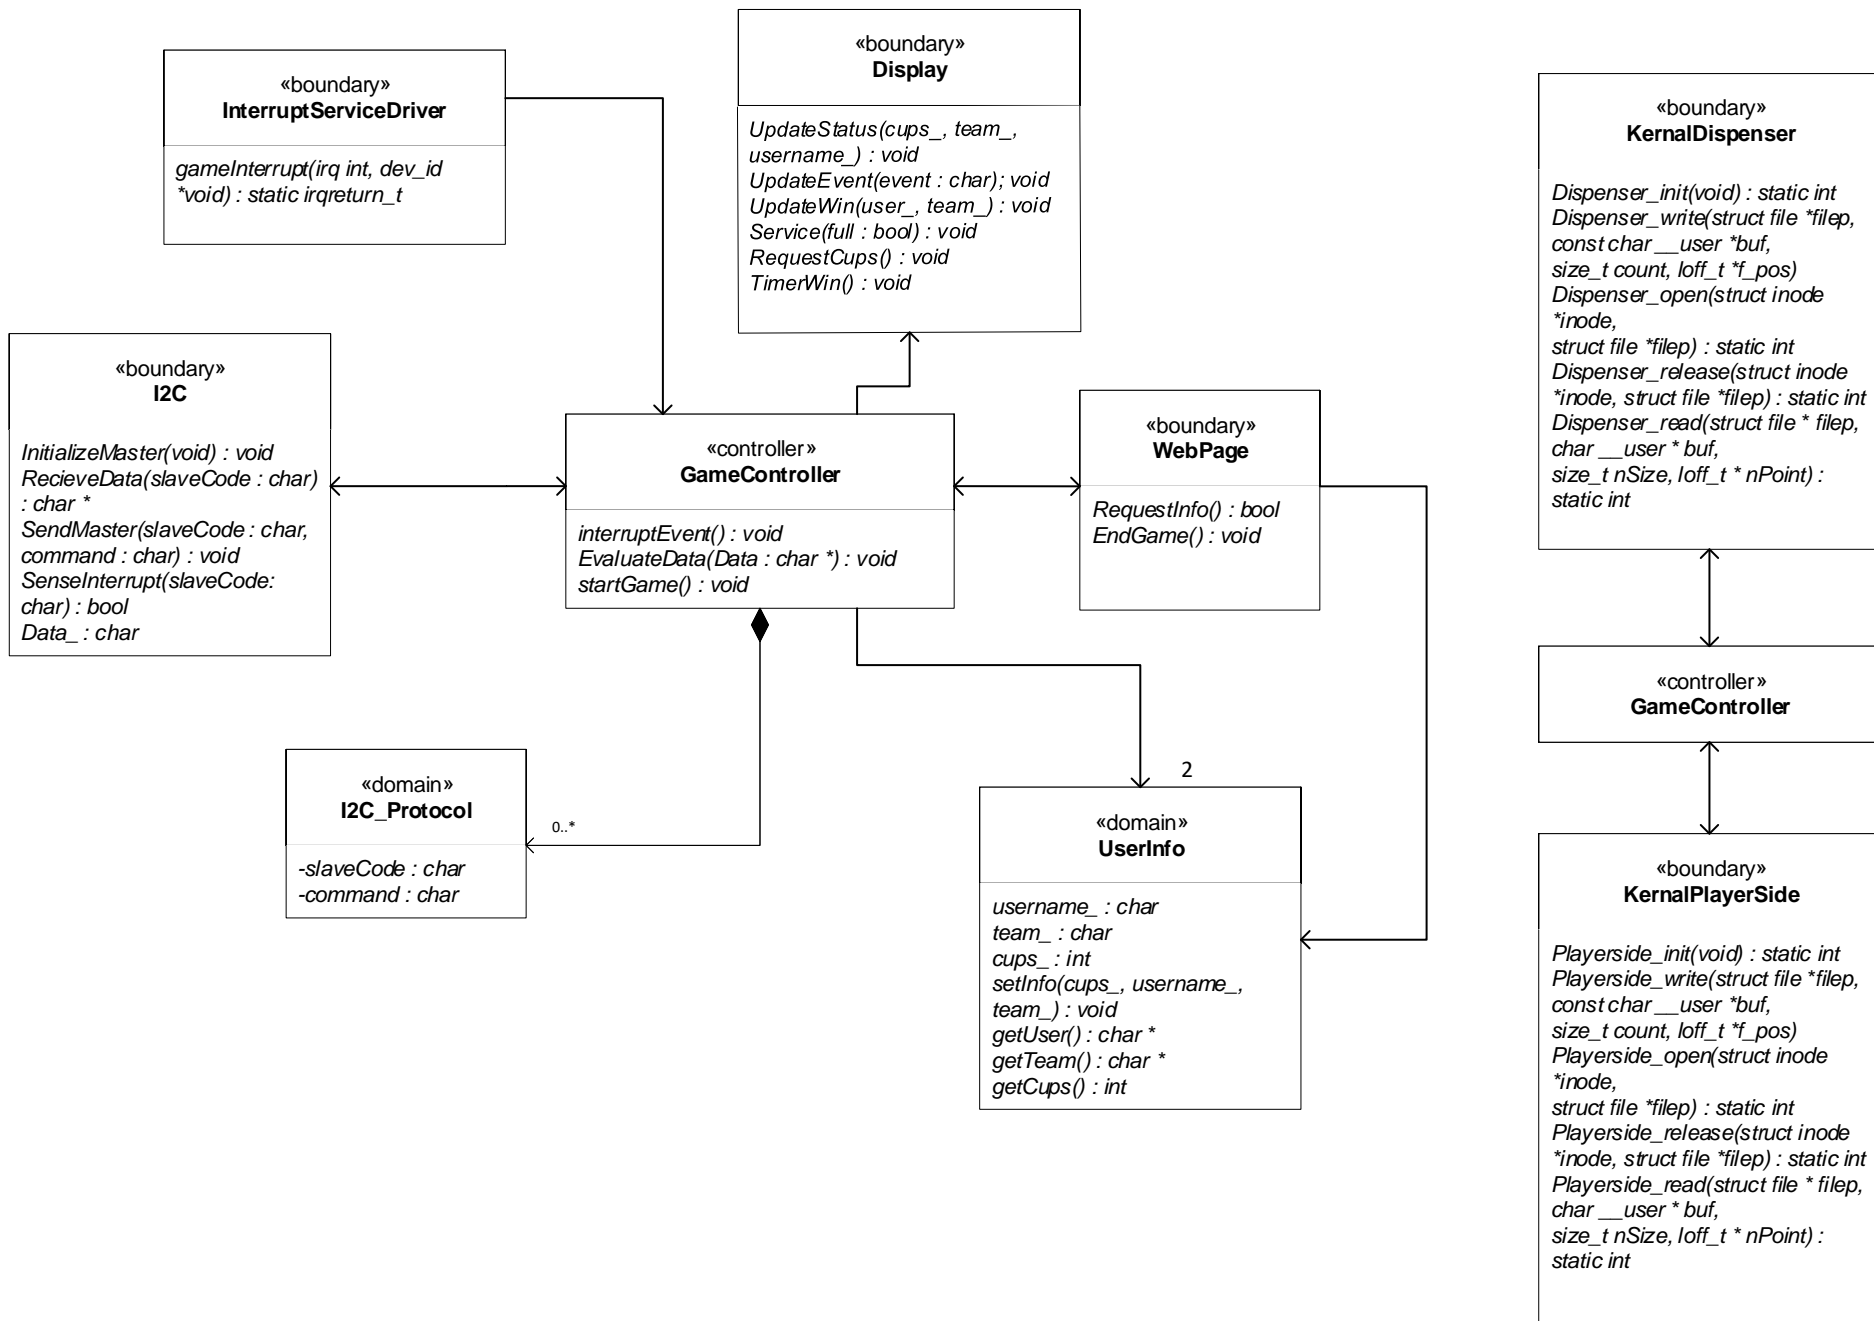 «boundary»
InterruptServiceDriver
gameInterrupt(irq int, dev_id
*void) : static irqreturn_t
«boundary»
Display
UpdateStatus(cups_, team_,
username_) : void
UpdateEvent(event : char); void
UpdateWin(user_, team_) : void
Service(full : bool) : void
RequestCups() : void
TimerWin() : void
«boundary»
I2C
InitializeMaster(void) : void
RecieveData(slaveCode : char)
: char *
SendMaster(slaveCode : char,
command : char) : void
SenseInterrupt(slaveCode:
char) : bool
Data_ : char
«controller»
GameController
interruptEvent() : void
EvaluateData(Data : char *) : void
startGame() : void
«boundary»
WebPage
RequestInfo() : bool
EndGame() : void
«domain»
I2C_Protocol
-slaveCode : char
-command : char
0..*
2
«domain»
UserInfo
username_ : char
team_ : char
cups_ : int
setInfo(cups_, username_,
team_) : void
getUser() : char *
getTeam() : char *
getCups() : int
«boundary»
KernalDispenser
Dispenser_init(void) : static int
Dispenser_write(struct file *filep,
const char __user *buf,
size_t count, loff_t *f_pos)
Dispenser_open(struct inode
*inode,
struct file *filep) : static int
Dispenser_release(struct inode
*inode, struct file *filep) : static int
Dispenser_read(struct file * filep,
char __user * buf,
size_t nSize, loff_t * nPoint) :
static int
«controller»
GameController
«boundary»
KernalPlayerSide
Playerside_init(void) : static int
Playerside_write(struct file *filep,
const char __user *buf,
size_t count, loff_t *f_pos)
Playerside_open(struct inode
*inode,
struct file *filep) : static int
Playerside_release(struct inode
*inode, struct file *filep) : static int
Playerside_read(struct file * filep,
char __user * buf,
size_t nSize, loff_t * nPoint) :
static int